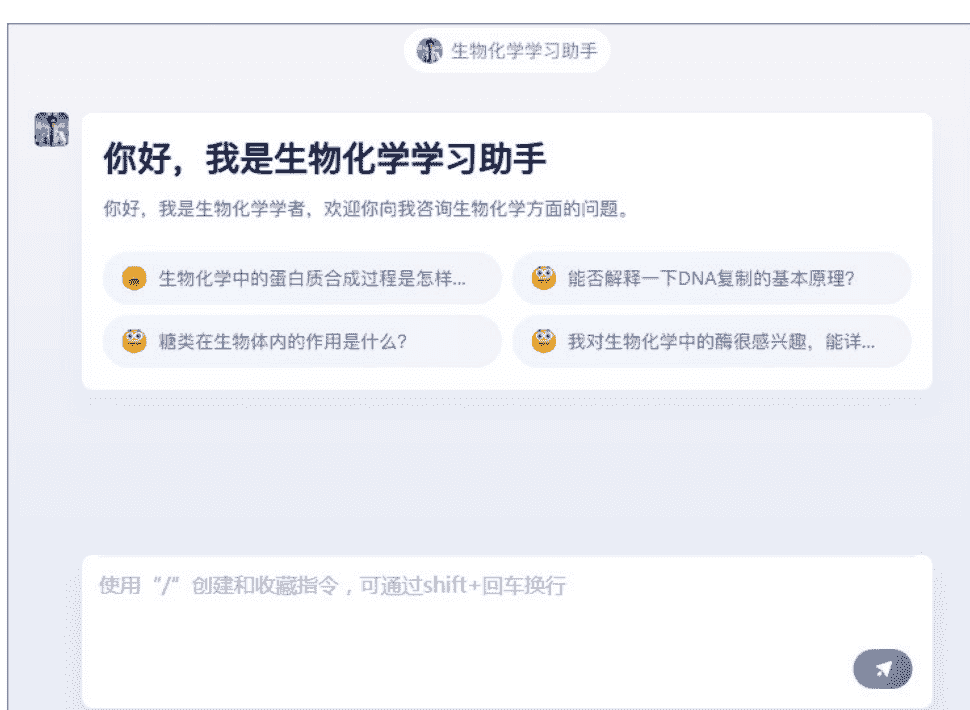 生物化学学习助手
你好，我是生物化学学习助手
你好，我是生物化学学者，欢迎你向我咨询生物化学方面的问题。
生物化学中的蛋白质合成过程是怎样...
能否解释一下DNA复制的基本原理？
糖类在生物体内的作用是什么？
我对生物化学中的酶很感兴趣，能详...
使用“/”创建和收藏指令，可通过shift+回车换行